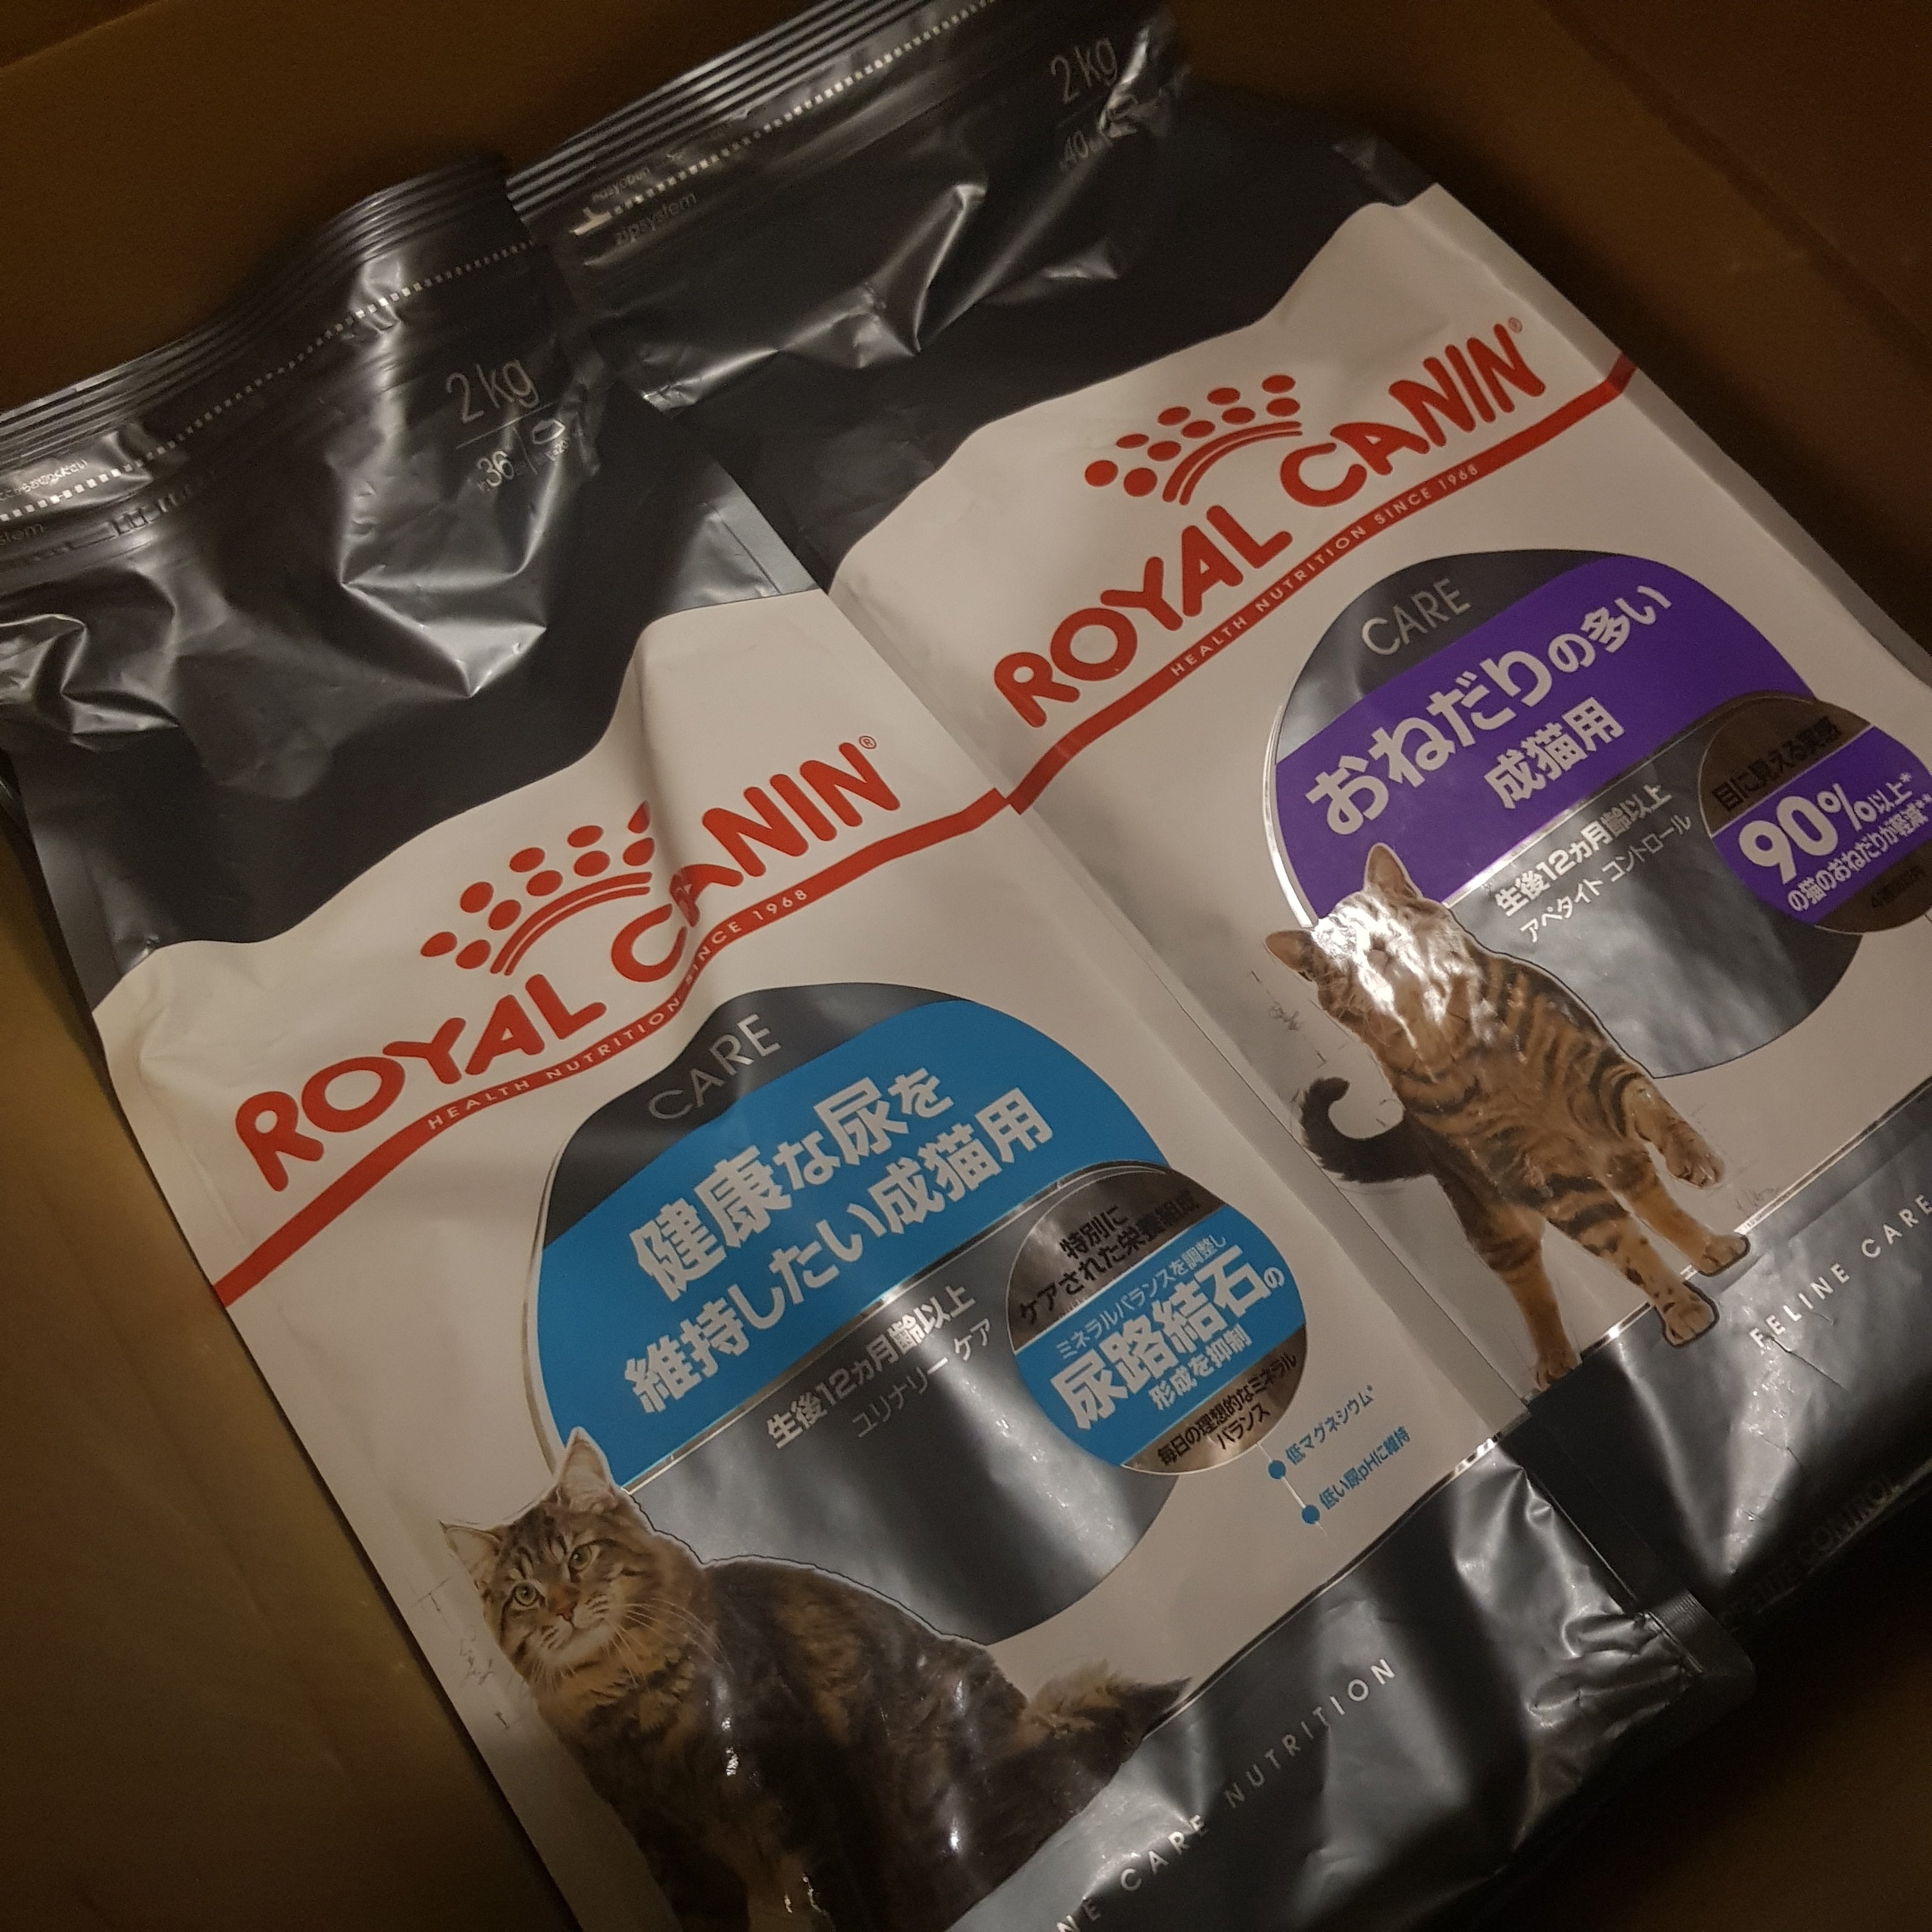 2kg
36
ROYAL CANIN®
HEALTH NUTRITION SINCE 1968
CARE
健康な尿を
維持したい成猫用
生後12カ月齢以上
ユリナリー ケア
特別に
ケアされた栄養組成
ミネラルバランスを調整し
尿路結石の
形成を抑制
毎日の理想的なミネラル
バランス
低マグネシウム*
低い尿pHに維持
CARE NUTRITION
2kg
40
easyopen
zipsystem
ROYAL CANIN®
HEALTH NUTRITION SINCE 1968
CARE
おねだりの多い
成猫用
生後12カ月齢以上
アペタイト コントロール
目に見える実感
90%以上*
の猫のおねだりが軽減**
FELINE CARE
CONTROL